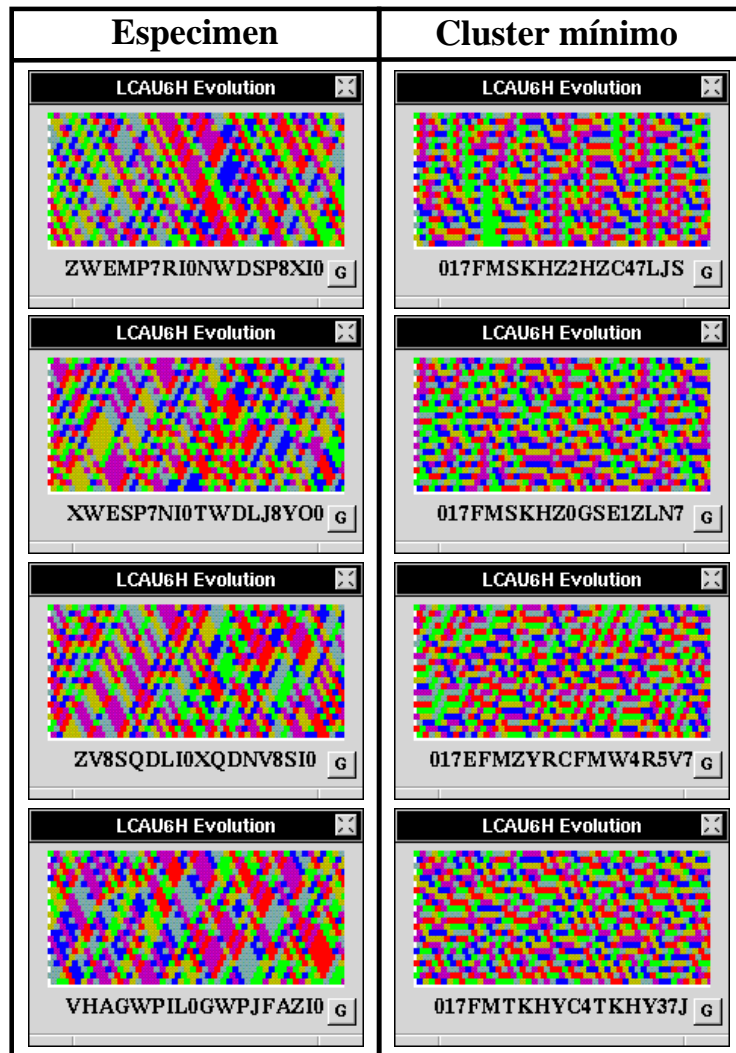 Especimen Cluster mínimo
LCAU6H Evolution LCAU6H Evolution
ZWEMP7RI0NWDSP8XI0 G 017FMSKHZ2HZC47LJS G
LCAU6H Evolution LCAU6H Evolution
XWESP7NI0TWDLJ8YO0 G 017FMSKHZ0GSE1ZLN7 G
LCAU6H Evolution LCAU6H Evolution
ZV8SQDLI0XQDNV8SI0 G 017EFMZYRCFMW4R5V7 G
LCAU6H Evolution LCAU6H Evolution
VHAGWPIL0GWPJFAZI0 G 017FMTKHYC4TKHY37J G